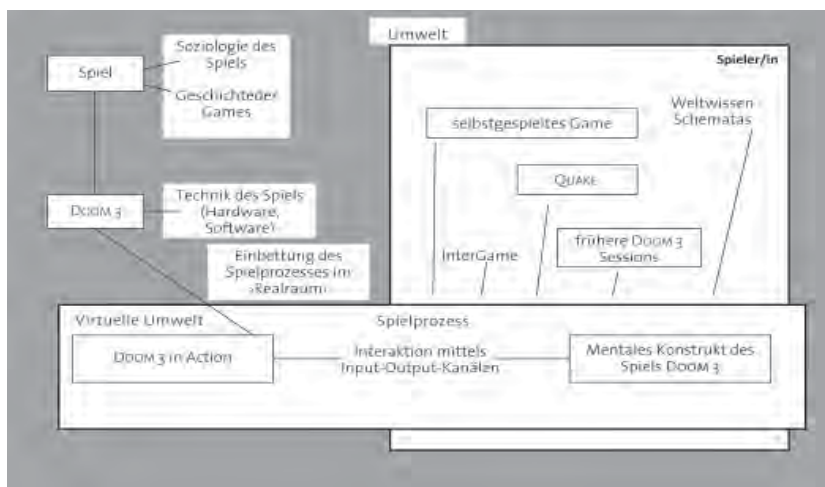 Umwelt
Soziologie des
Spiels
Spiel
Geschichte der
Games
Spieler/in
Weltwissen
Schematas
selbstgespieltes Game
QUAKE
DOOM 3
Technik des Spiels
(Hardware,
Software)
Einbettung des
Spielprozesses im
›Realraum‹
InterGame
frühere DOOM 3
Sessions
Virtuelle Umwelt
Spielprozess
DOOM 3 in Action
Interaktion mittels
Input-Output-Kanälen
Mentales Konstrukt des
Spiels DOOM 3